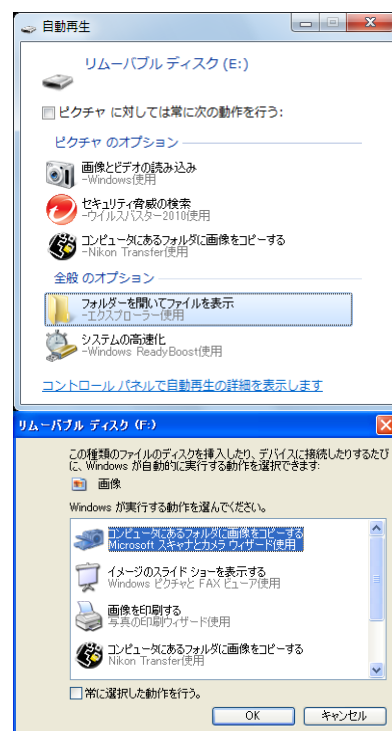 自動再生
リムーバブル ディスク (E:)
ピクチャ に対しては常に次の動作を行う:
ピクチャ のオプション
画像とビデオの読み込み
-Windows使用
セキュリティ脅威の検索
-ウイルスバスター2010使用
コンピュータにあるフォルダに画像をコピーする
-Nikon Transfer使用
全般 のオプション
フォルダーを開いてファイルを表示
-エクスプローラー使用
システムの高速化
-Windows ReadyBoost使用
コントロール パネルで自動再生の詳細を表示します
リムーバブル ディスク (F:)
この種類のファイルのディスクを挿入したり、デバイスに接続したりするたび
に、Windows が自動的に実行する動作を選択できます:
画像
Windows が実行する動作を選んでください。
コンピュータにあるフォルダに画像をコピーする
Microsoft スキャナとカメラ ウィザード使用
イメージのスライド ショーを表示する
Windows ピクチャと FAX ビューア使用
画像を印刷する
写真の印刷ウィザード使用
コンピュータにあるフォルダに画像をコピーする
Nikon Transfer使用
常に選択した動作を行う。
OK キャンセル